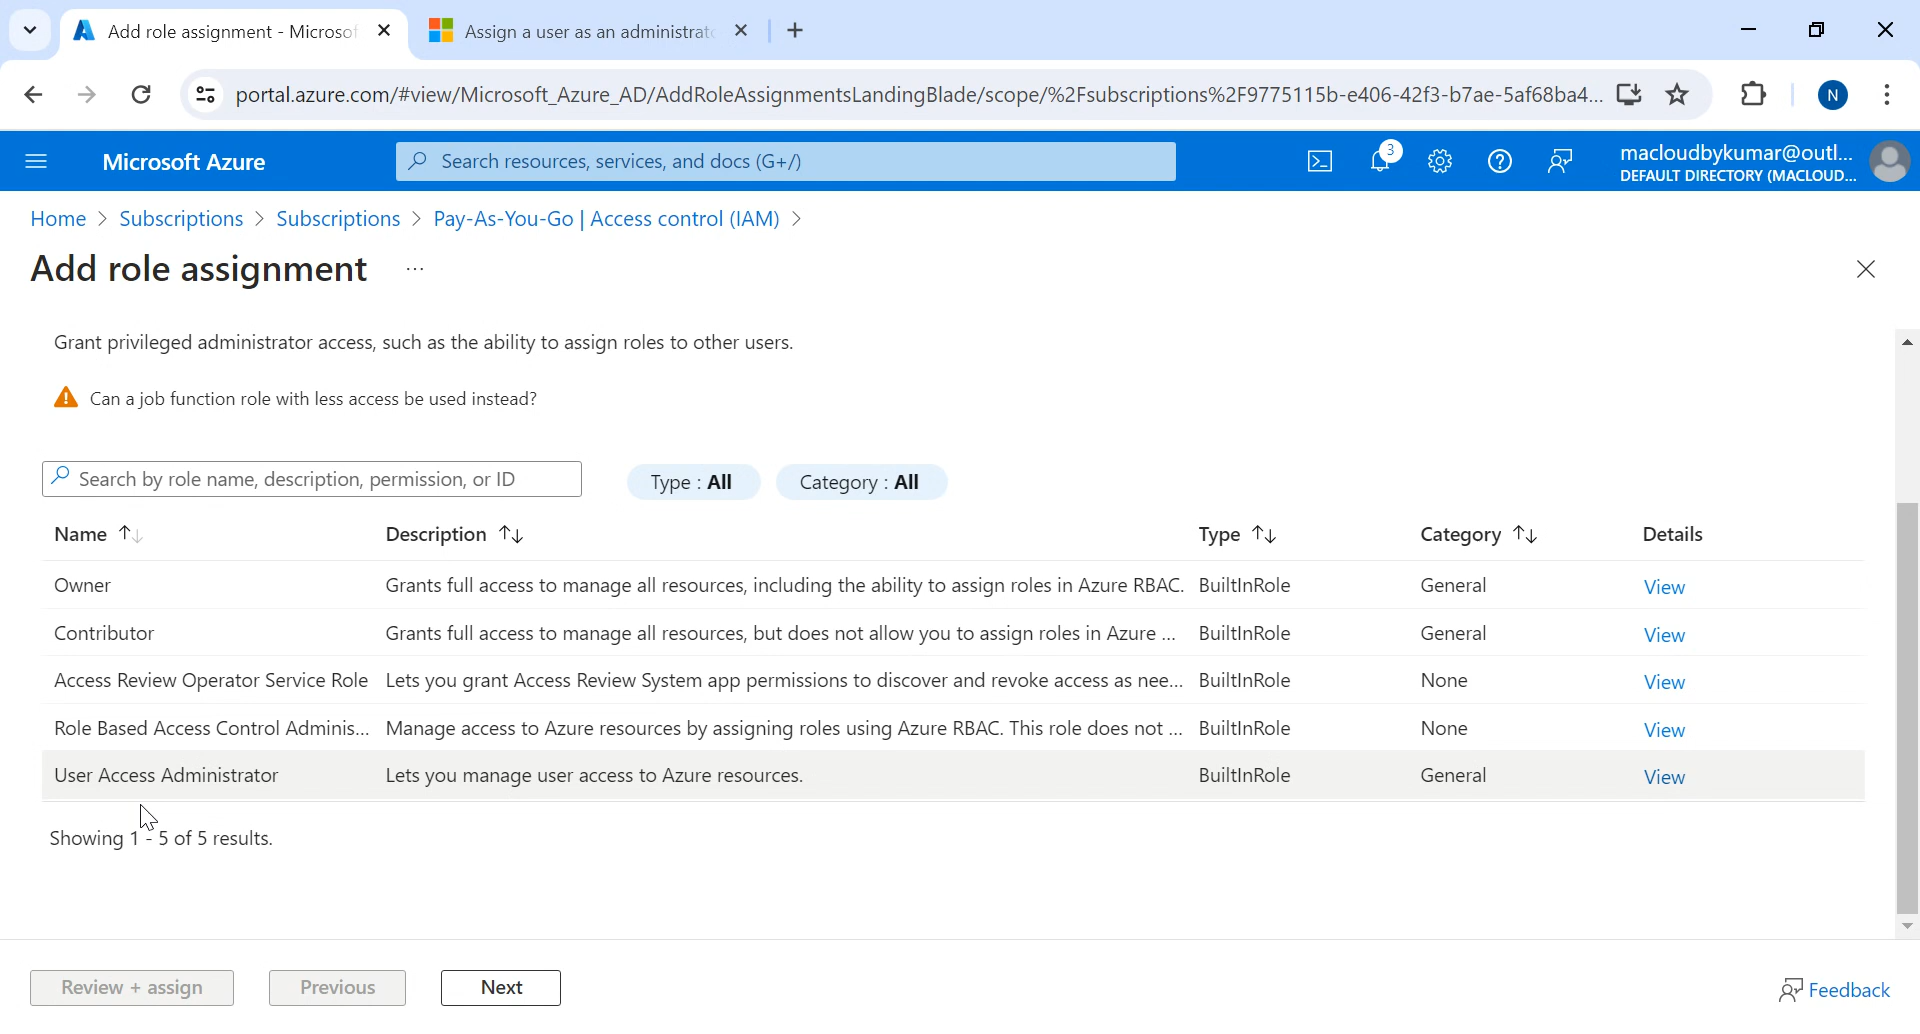 Add role assignment - Microsof
Assign a user as an administrat
portal.azure.com/#view/Microsoft_Azure_AD/AddRoleAssignmentsLandingBlade/scope/%2Fsubscriptions%2F9775115b-e406-42f3-b7ae-5af68ba4...
N
Microsoft Azure
Search resources, services, and docs (G+/)
3
macloudbykumar@outl...
DEFAULT DIRECTORY (MACLOUD...
Home > Subscriptions > Subscriptions > Pay-As-You-Go | Access control (IAM) >
Add role assignment ...
Grant privileged administrator access, such as the ability to assign roles to other users.
Can a job function role with less access be used instead?
Search by role name, description, permission, or ID
Type : All
Category : All
Name Description Type Category Details
Owner Grants full access to manage all resources, including the ability to assign roles in Azure RBAC. BuiltInRole General View
Contributor Grants full access to manage all resources, but does not allow you to assign roles in Azure ... BuiltInRole General View
Access Review Operator Service Role Lets you grant Access Review System app permissions to discover and revoke access as nee... BuiltInRole None View
Role Based Access Control Adminis... Manage access to Azure resources by assigning roles using Azure RBAC. This role does not ... BuiltInRole None View
User Access Administrator Lets you manage user access to Azure resources. BuiltInRole General View
Showing 1 - 5 of 5 results.
Review + assign
Previous
Next
Feedback